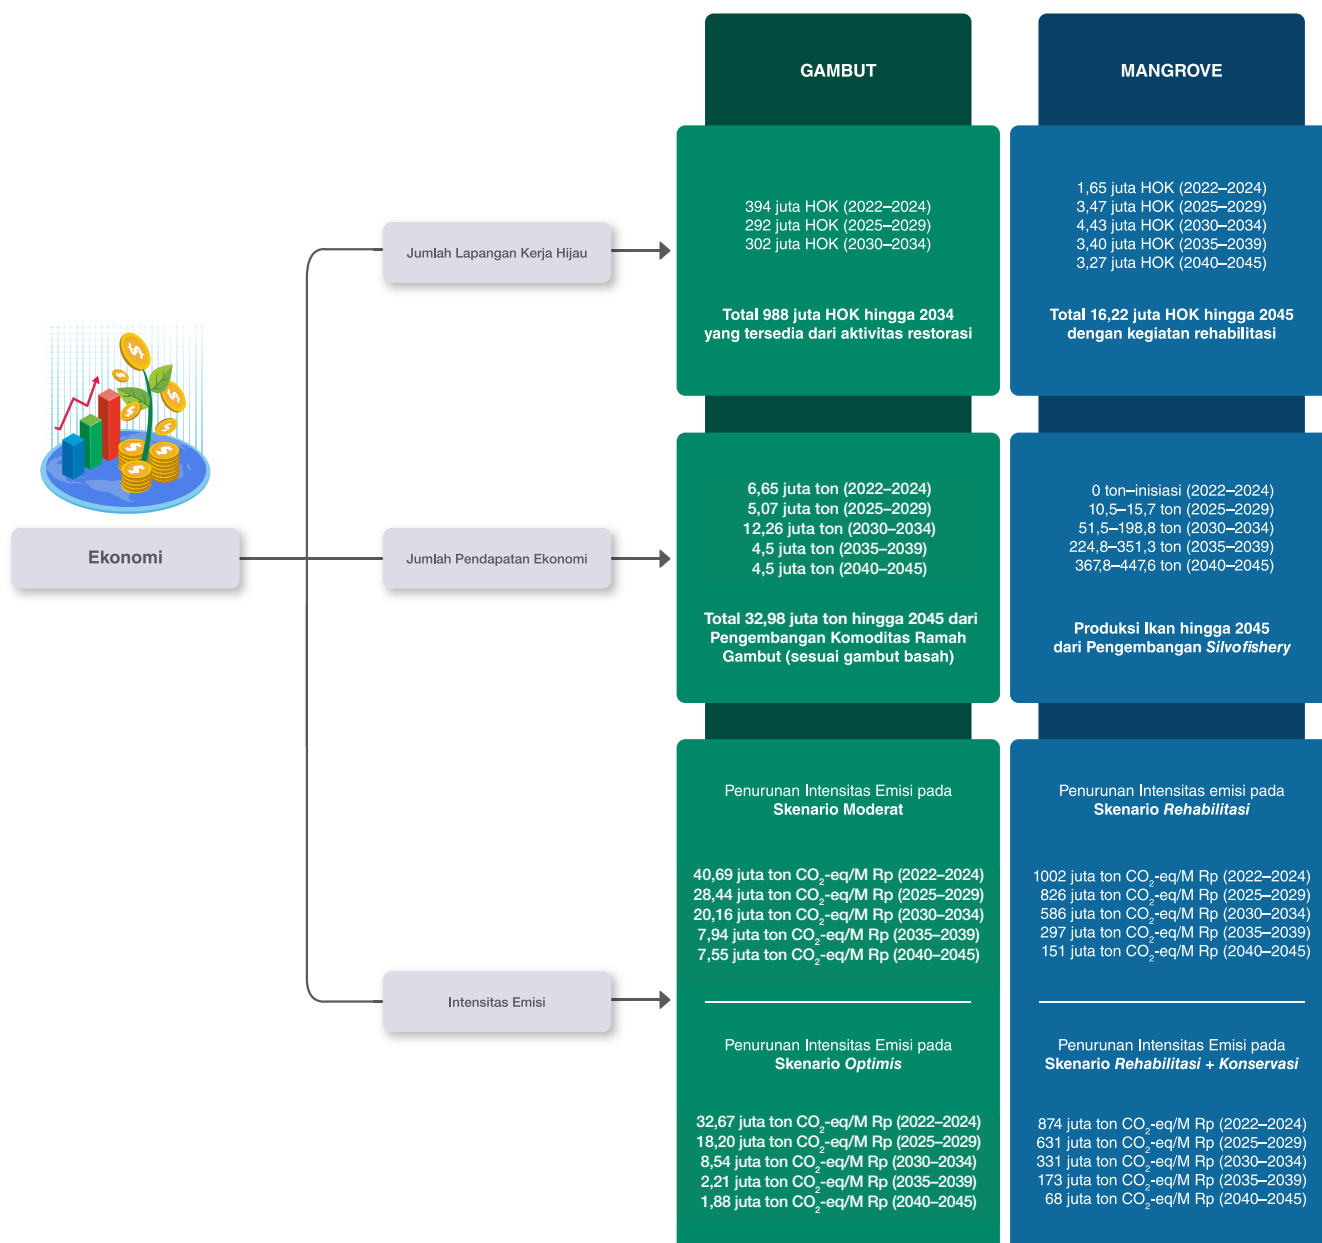 GAMBUT
MANGROVE
Ekonomi
Jumlah Lapangan Kerja Hijau
394 juta HOK (2022–2024)
292 juta HOK (2025–2029)
302 juta HOK (2030–2034)
Total 988 juta HOK hingga 2034
yang tersedia dari aktivitas restorasi
1,65 juta HOK (2022–2024)
3,47 juta HOK (2025–2029)
4,43 juta HOK (2030–2034)
3,40 juta HOK (2035–2039)
3,27 juta HOK (2040–2045)
Total 16,22 juta HOK hingga 2045
dengan kegiatan rehabilitasi
Jumlah Pendapatan Ekonomi
6,65 juta ton (2022–2024)
5,07 juta ton (2025–2029)
12,26 juta ton (2030–2034)
4,5 juta ton (2035–2039)
4,5 juta ton (2040–2045)
Total 32,98 juta ton hingga 2045 dari
Pengembangan Komoditas Ramah
Gambut (sesuai gambut basah)
0 ton–inisiasi (2022–2024)
10,5–15,7 ton (2025–2029)
51,5–198,8 ton (2030–2034)
224,8–351,3 ton (2035–2039)
367,8–447,6 ton (2040–2045)
Produksi Ikan hingga 2045
dari Pengembangan Silvofishery
Intensitas Emisi
Penurunan Intensitas Emisi pada
Skenario Moderat
40,69 juta ton CO₂-eq/M Rp (2022–2024)
28,44 juta ton CO₂-eq/M Rp (2025–2029)
20,16 juta ton CO₂-eq/M Rp (2030–2034)
7,94 juta ton CO₂-eq/M Rp (2035–2039)
7,55 juta ton CO₂-eq/M Rp (2040–2045)
Penurunan Intensitas Emisi pada
Skenario Optimis
32,67 juta ton CO₂-eq/M Rp (2022–2024)
18,20 juta ton CO₂-eq/M Rp (2025–2029)
8,54 juta ton CO₂-eq/M Rp (2030–2034)
2,21 juta ton CO₂-eq/M Rp (2035–2039)
1,88 juta ton CO₂-eq/M Rp (2040–2045)
Penurunan Intensitas emisi pada
Skenario Rehabilitasi
1002 juta ton CO₂-eq/M Rp (2022–2024)
826 juta ton CO₂-eq/M Rp (2025–2029)
586 juta ton CO₂-eq/M Rp (2030–2034)
297 juta ton CO₂-eq/M Rp (2035–2039)
151 juta ton CO₂-eq/M Rp (2040–2045)
Penurunan Intensitas Emisi pada
Skenario Rehabilitasi + Konservasi
874 juta ton CO₂-eq/M Rp (2022–2024)
631 juta ton CO₂-eq/M Rp (2025–2029)
331 juta ton CO₂-eq/M Rp (2030–2034)
173 juta ton CO₂-eq/M Rp (2035–2039)
68 juta ton CO₂-eq/M Rp (2040–2045)